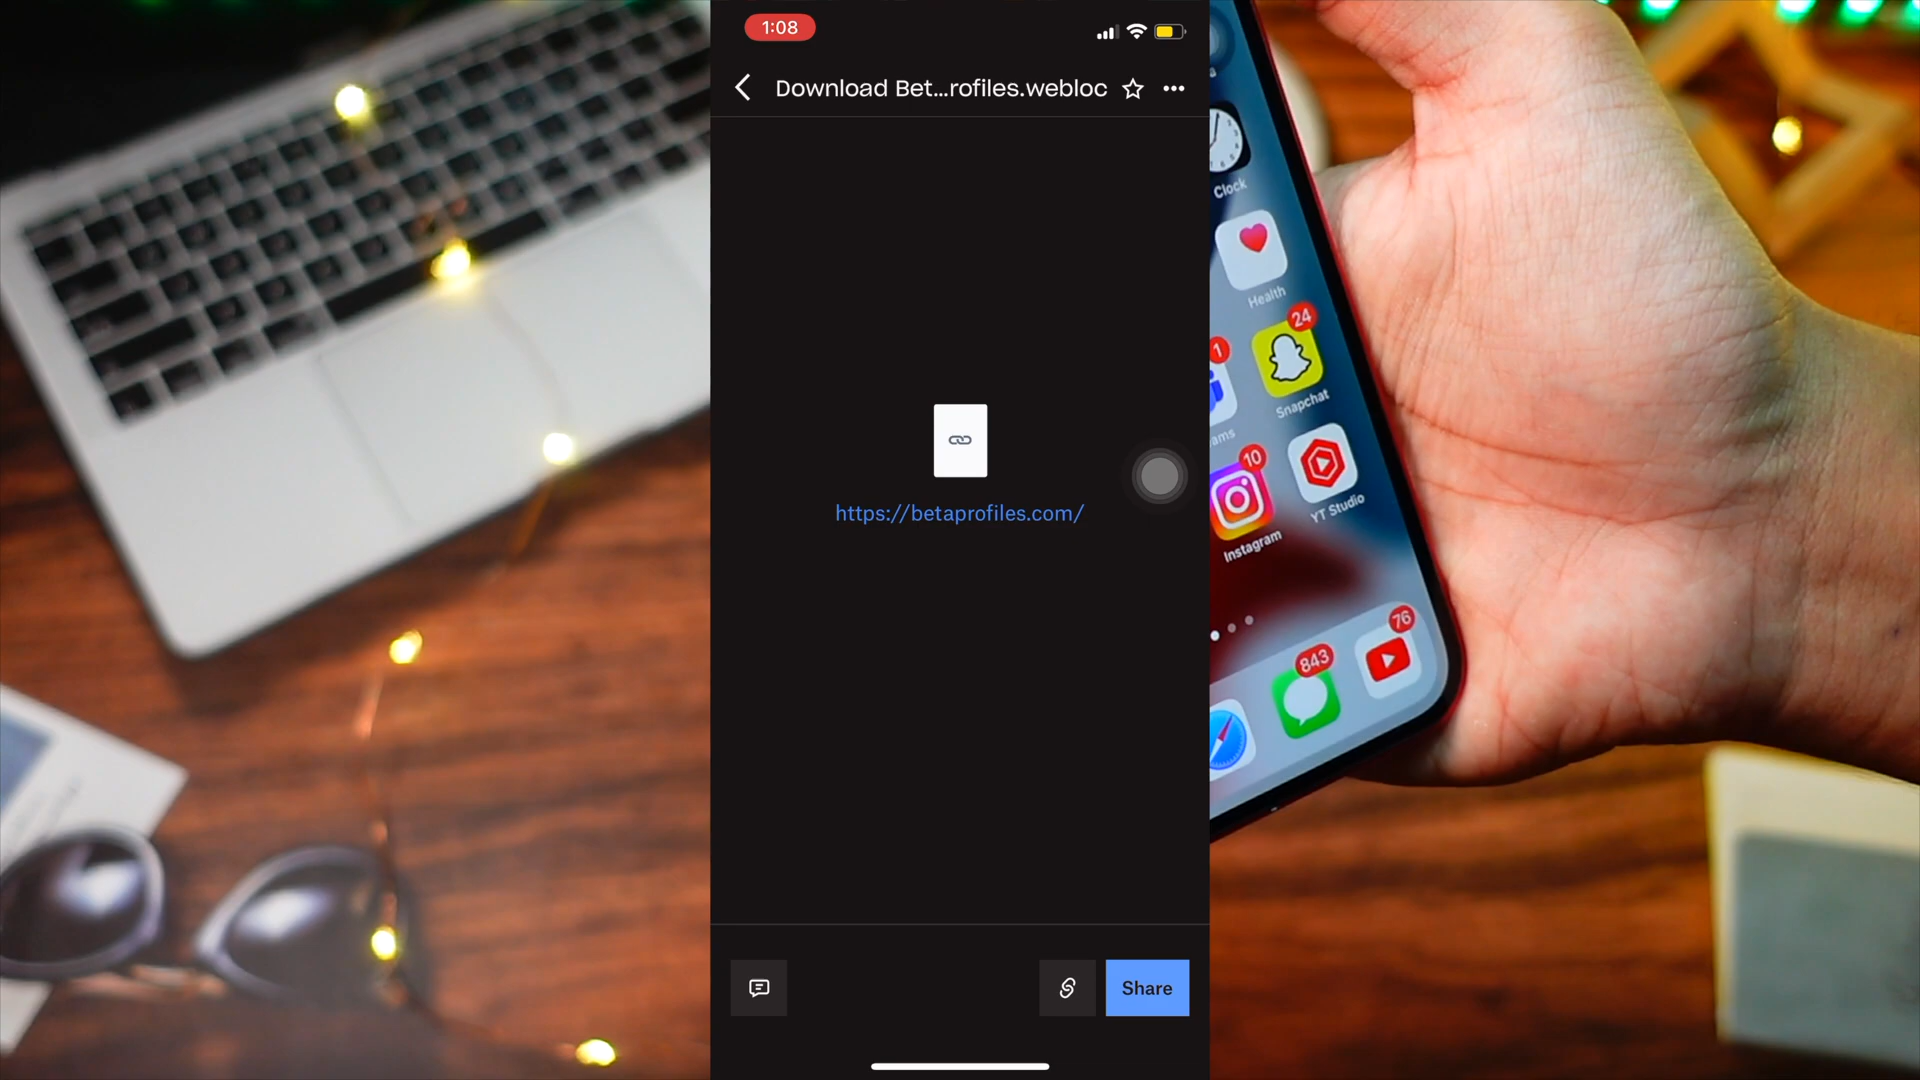 1:08
Download Bet...rofiles.webloc
https://betaprofiles.com/
Share
Clock
Health
24
Snapchat
1
ams
10
Instagram
YT Studio
843
76